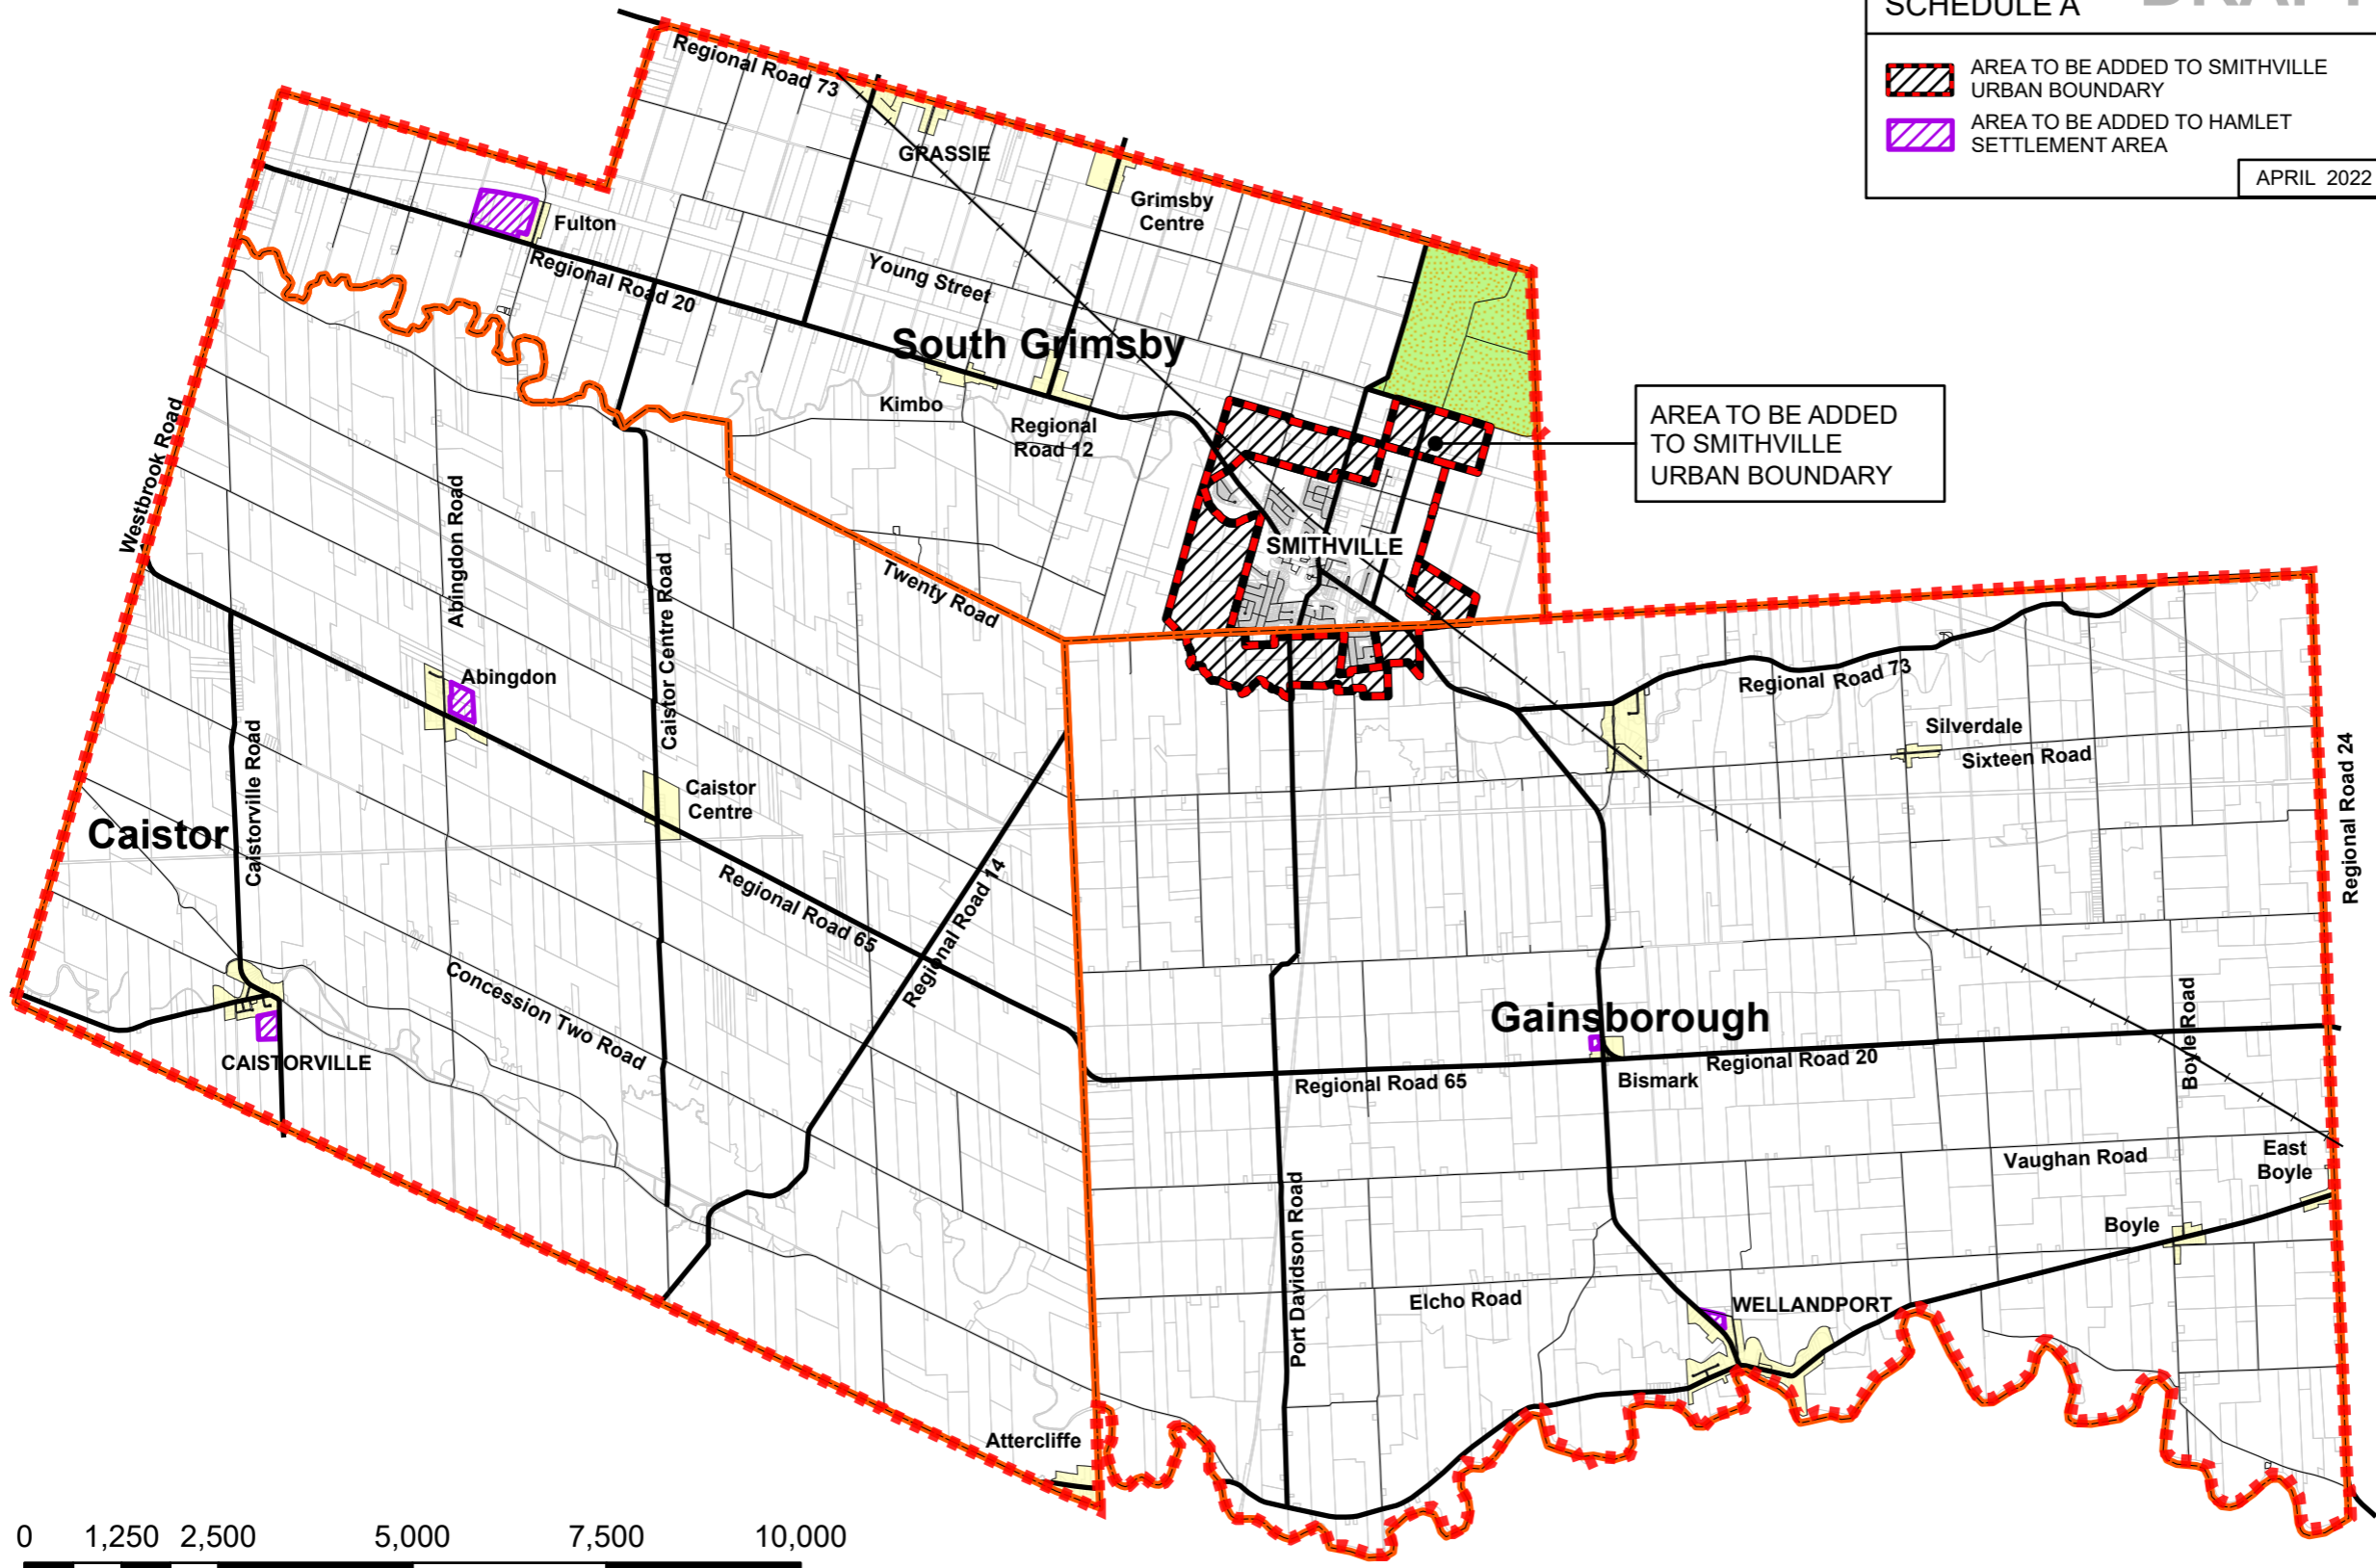 SCHEDULE A
AREA TO BE ADDED TO SMITHVILLE
URBAN BOUNDARY
AREA TO BE ADDED TO HAMLET
SETTLEMENT AREA
APRIL 2022
Regional Road 73
GRASSIE
Grimsby
Centre
Fulton
Regional Road 20
Young Street
South Grimsby
Kimbo
Regional
Road 12
AREA TO BE ADDED
TO SMITHVILLE
URBAN BOUNDARY
Westbrook Road
Abingdon Road
SMITHVILLE
Twenty Road
Caistor Centre Road
Abingdon
Regional Road 73
Silverdale
Sixteen Road
Regional Road 24
Caistorville Road
Caistor
Centre
Caistor
Regional Road 65
Regional Road 14
Concession Two Road
CAISTORVILLE
Gainsborough
Regional Road 65
Bismark
Regional Road 20
Boyle Road
Vaughan Road
East
Boyle
Boyle
Port Davidson Road
Elcho Road
WELLANDPORT
Attercliffe
0 1,250 2,500 5,000 7,500 10,000